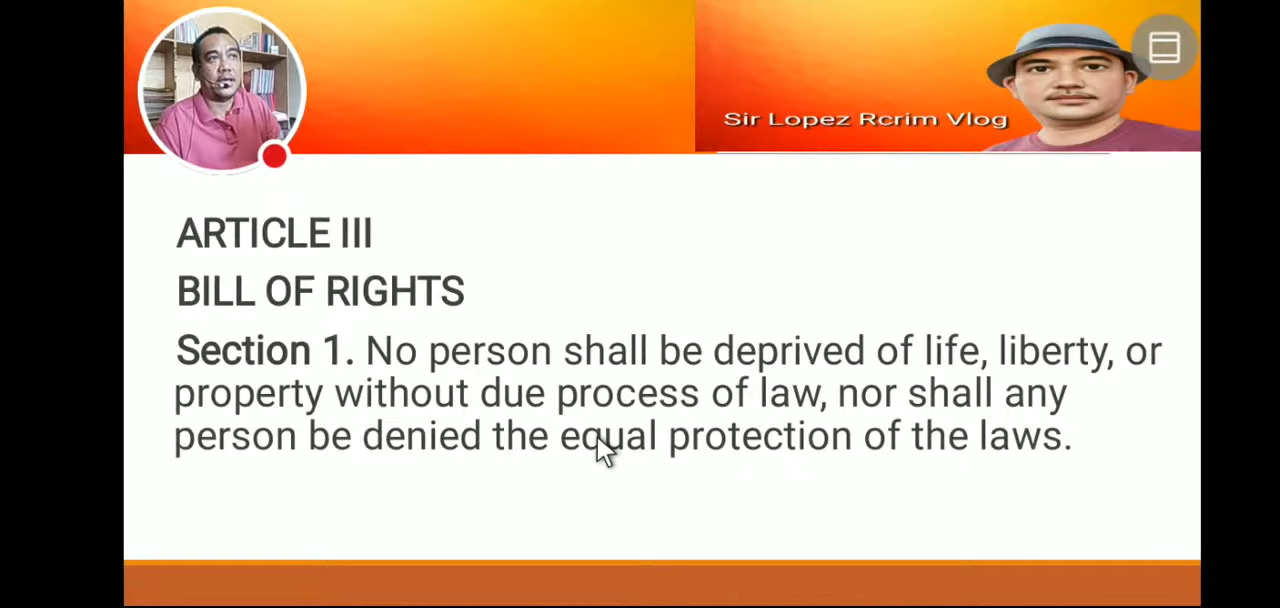 Sir Lopez Rcrim Vlog
ARTICLE III
BILL OF RIGHTS
Section 1. No person shall be deprived of life, liberty, or
property without due process of law, nor shall any
person be denied the equal protection of the laws.